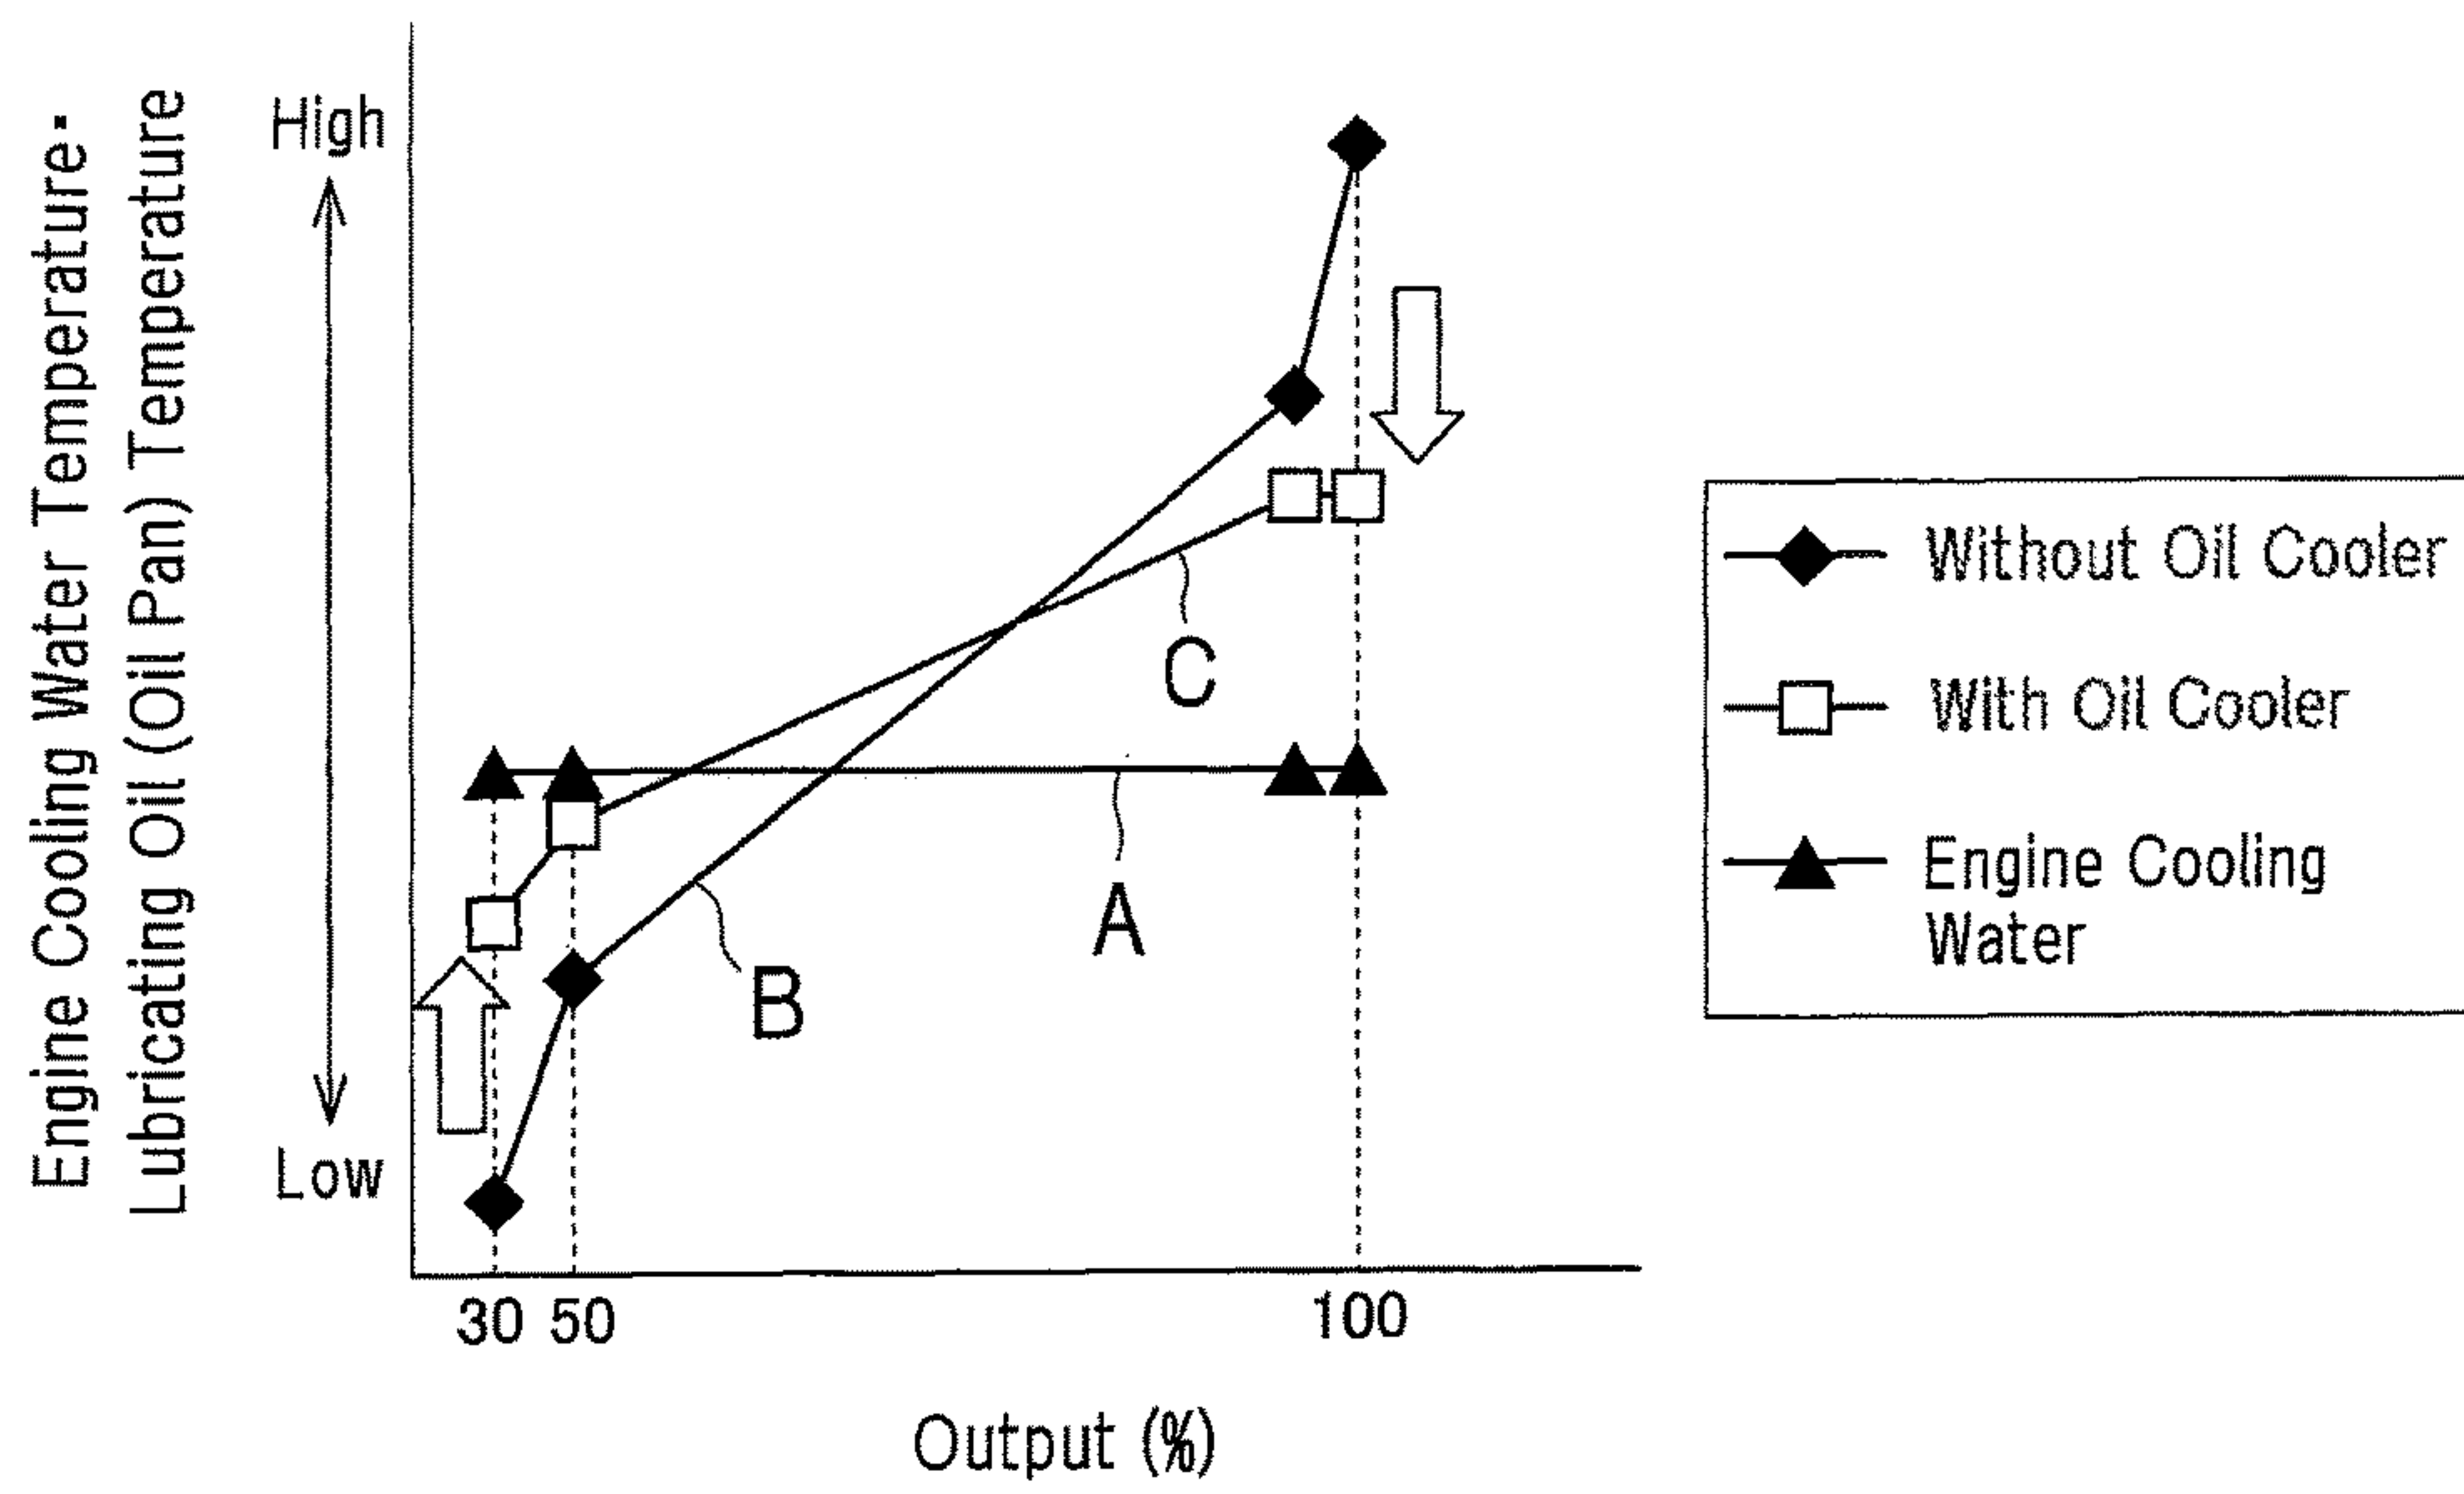 Engine Cooling Water Temperature·
Lubricating Oil (Oil Pan) Temperature
High
Low
C
A
B
30 50 100
Output (%)
Without Oil Cooler
With Oil Cooler
Engine Cooling
Water